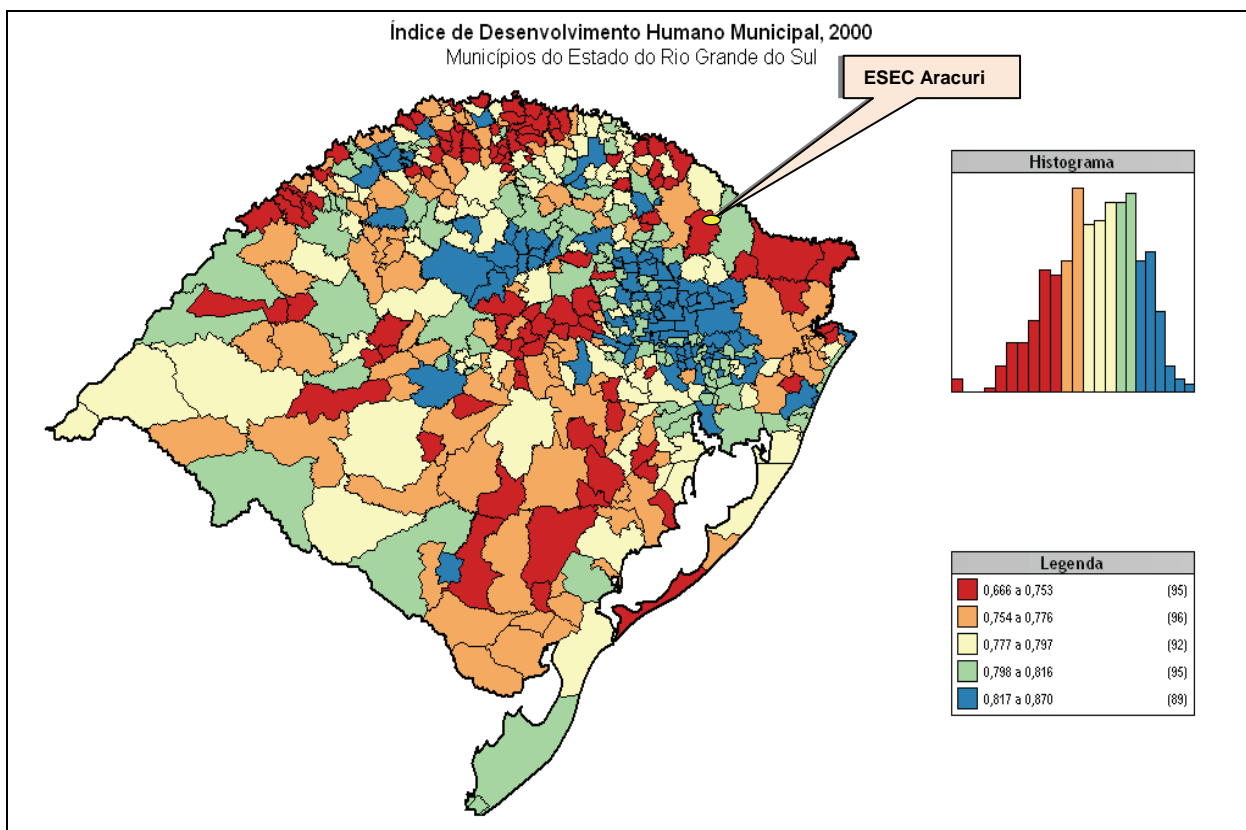 Índice de Desenvolvimento Humano Municipal, 2000
Municípios do Estado do Rio Grande do Sul
ESEC Aracuri
Histograma
Legenda
0,666 a 0,753 (95)
0,754 a 0,776 (96)
0,777 a 0,797 (92)
0,798 a 0,816 (95)
0,817 a 0,870 (89)